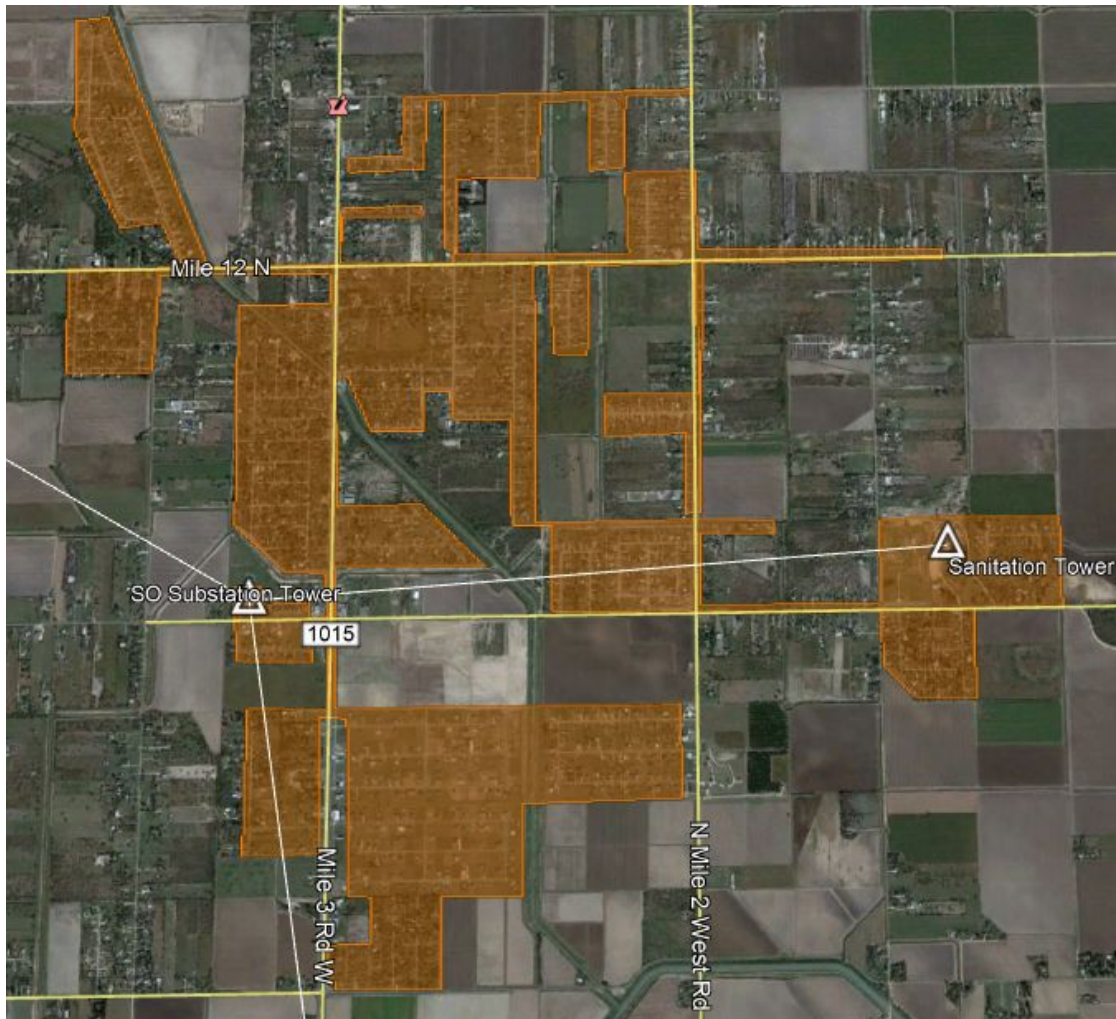 Mile 12 N
SO Substation Tower
Sanitation Tower
1015
Mile 3 Rd W
N Mile 2 West Rd